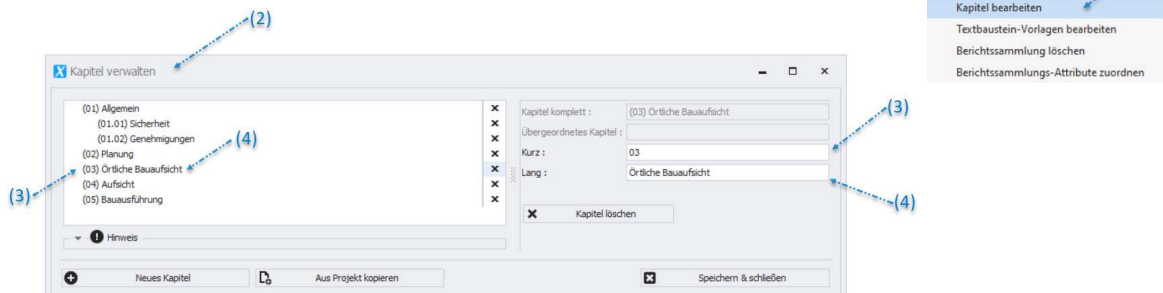 Kapitel bearbeiten
Textbaustein-Vorlagen bearbeiten
Berichtssammlung löschen
Berichtssammlungs-Attribute zuordnen
(2)
Kapitel verwalten
(01) Allgemein
(01.01) Sicherheit
(01.02) Genehmigungen
(4)
(02) Planung
(3)
(03) Örtliche Bauaufsicht
(04) Aufsicht
(05) Bauausführung
Hinweis
Kapitel komplett : (03) Örtliche Bauaufsicht
(3)
Übergeordnetes Kapitel :
Kurz : 03
Lang : Örtliche Bauaufsicht
(4)
Kapitel löschen
Neues Kapitel
Aus Projekt kopieren
Speichern & schließen